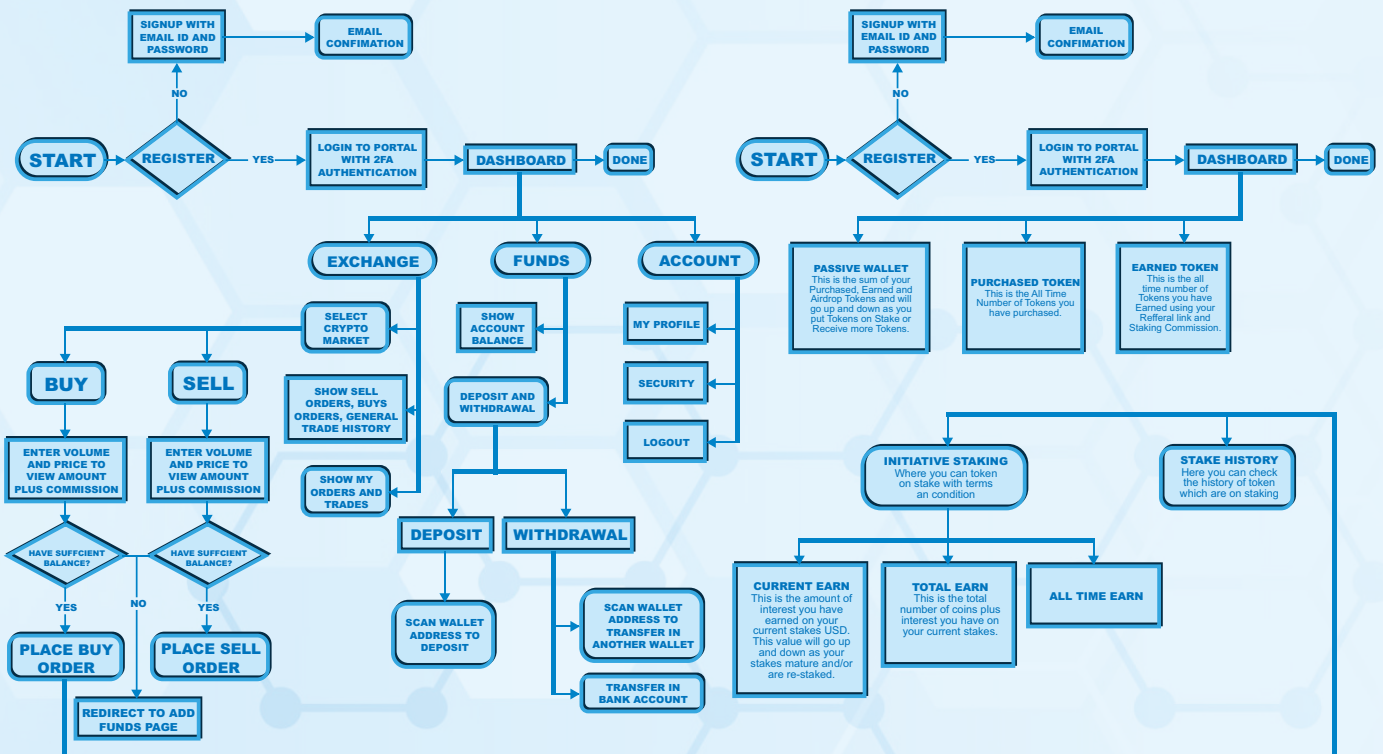 SIGNUP WITH
EMAIL ID AND
PASSWORD
EMAIL
CONFIMATION
NO
START
REGISTER
YES
LOGIN TO PORTAL
WITH 2FA
AUTHENTICATION
DASHBOARD
DONE
EXCHANGE
FUNDS
ACCOUNT
SELECT
CRYPTO
MARKET
SHOW
ACCOUNT
BALANCE
MY PROFILE
BUY
SELL
SHOW SELL
ORDERS, BUYS
ORDERS, GENERAL
TRADE HISTORY
DEPOSIT AND
WITHDRAWAL
SECURITY
LOGOUT
ENTER VOLUME
AND PRICE TO
VIEW AMOUNT
PLUS COMMISSION
ENTER VOLUME
AND PRICE TO
VIEW AMOUNT
PLUS COMMISSION
SHOW MY
ORDERS AND
TRADES
DEPOSIT
WITHDRAWAL
HAVE SUFFCIENT
BALANCE?
HAVE SUFFCIENT
BALANCE?
YES
NO
YES
SCAN WALLET
ADDRESS TO
DEPOSIT
SCAN WALLET
ADDRESS TO
TRANSFER IN
ANOTHER WALLET
PLACE BUY
ORDER
PLACE SELL
ORDER
TRANSFER IN
BANK ACCOUNT
REDIRECT TO ADD
FUNDS PAGE
SIGNUP WITH
EMAIL ID AND
PASSWORD
EMAIL
CONFIMATION
NO
START
REGISTER
YES
LOGIN TO PORTAL
WITH 2FA
AUTHENTICATION
DASHBOARD
DONE
PASSIVE WALLET
This is the sum of your
Purchased, Earned and
Airdrop Tokens and will
go up and down as you
put Tokens on Stake or
Receive more Tokens.
PURCHASED TOKEN
This is the All Time
Number of Tokens you
have purchased.
EARNED TOKEN
This is the all
time number of
Tokens you have
Earned using your
Refferal link and
Staking Commission.
INITIATIVE STAKING
Where you can token
on stake with terms
an condition
STAKE HISTORY
Here you can check
the history of token
which are on staking
CURRENT EARN
This is the amount of
interest you have
earned on your
current stakes USD.
This value will go up
and down as your
stakes mature and/or
are re-staked.
TOTAL EARN
This is the total
number of coins plus
interest you have on
your current stakes.
ALL TIME EARN